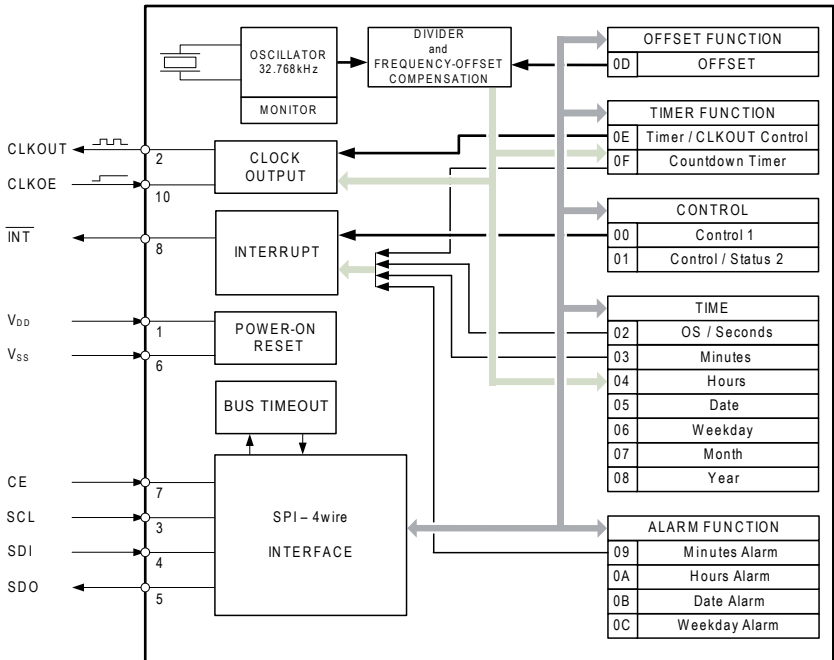 OSCILLATOR
32.768kHz
MONITOR
DIVIDER
and
FREQUENCY-OFFSET
COMPENSATION
CLKOUT
2
CLKOE
10
CLOCK
OUTPUT
INT
8
INTERRUPT
VDD
1
VSS
6
POWER-ON
RESET
BUS TIMEOUT
CE
7
SCL
3
SDI
4
SDO
5
SPI – 4wire
INTERFACE
OFFSET FUNCTION
0D OFFSET
TIMER FUNCTION
0E Timer / CLKOUT Control
0F Countdown Timer
CONTROL
00 Control 1
01 Control / Status 2
TIME
02 OS / Seconds
03 Minutes
04 Hours
05 Date
06 Weekday
07 Month
08 Year
ALARM FUNCTION
09 Minutes Alarm
0A Hours Alarm
0B Date Alarm
0C Weekday Alarm